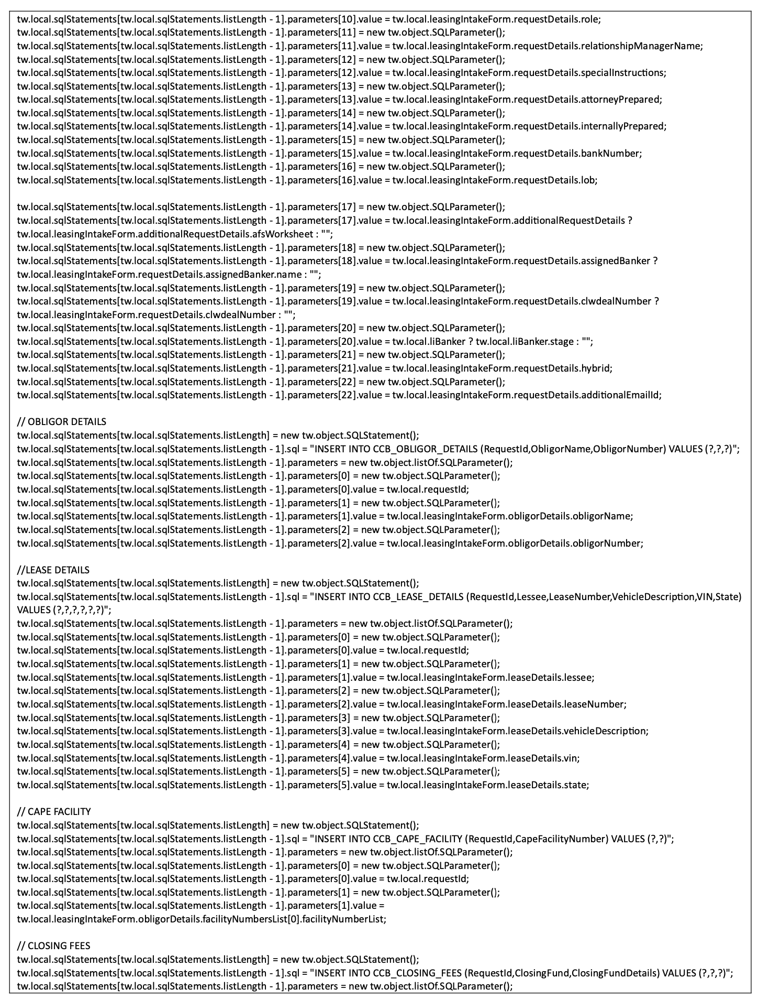 tw.local.sqlStatements[tw.local.sqlStatements.listLength - 1].parameters[10].value = tw.local.leasingIntakeForm.requestDetails.role;
tw.local.sqlStatements[tw.local.sqlStatements.listLength - 1].parameters[11] = new tw.object.SQLParameter();
tw.local.sqlStatements[tw.local.sqlStatements.listLength - 1].parameters[11].value = tw.local.leasingIntakeForm.requestDetails.relationshipManagerName;
tw.local.sqlStatements[tw.local.sqlStatements.listLength - 1].parameters[12] = new tw.object.SQLParameter();
tw.local.sqlStatements[tw.local.sqlStatements.listLength - 1].parameters[12].value = tw.local.leasingIntakeForm.requestDetails.specialInstructions;
tw.local.sqlStatements[tw.local.sqlStatements.listLength - 1].parameters[13] = new tw.object.SQLParameter();
tw.local.sqlStatements[tw.local.sqlStatements.listLength - 1].parameters[13].value = tw.local.leasingIntakeForm.requestDetails.attorneyPrepared;
tw.local.sqlStatements[tw.local.sqlStatements.listLength - 1].parameters[14] = new tw.object.SQLParameter();
tw.local.sqlStatements[tw.local.sqlStatements.listLength - 1].parameters[14].value = tw.local.leasingIntakeForm.requestDetails.internallyPrepared;
tw.local.sqlStatements[tw.local.sqlStatements.listLength - 1].parameters[15] = new tw.object.SQLParameter();
tw.local.sqlStatements[tw.local.sqlStatements.listLength - 1].parameters[15].value = tw.local.leasingIntakeForm.requestDetails.bankNumber;
tw.local.sqlStatements[tw.local.sqlStatements.listLength - 1].parameters[16] = new tw.object.SQLParameter();
tw.local.sqlStatements[tw.local.sqlStatements.listLength - 1].parameters[16].value = tw.local.leasingIntakeForm.requestDetails.lob;

tw.local.sqlStatements[tw.local.sqlStatements.listLength - 1].parameters[17] = new tw.object.SQLParameter();
tw.local.sqlStatements[tw.local.sqlStatements.listLength - 1].parameters[17].value = tw.local.leasingIntakeForm.additionalRequestDetails ?
tw.local.leasingIntakeForm.additionalRequestDetails.afsWorksheet : "";
tw.local.sqlStatements[tw.local.sqlStatements.listLength - 1].parameters[18] = new tw.object.SQLParameter();
tw.local.sqlStatements[tw.local.sqlStatements.listLength - 1].parameters[18].value = tw.local.leasingIntakeForm.requestDetails.assignedBanker ?
tw.local.leasingIntakeForm.requestDetails.assignedBanker.name : "";
tw.local.sqlStatements[tw.local.sqlStatements.listLength - 1].parameters[19] = new tw.object.SQLParameter();
tw.local.sqlStatements[tw.local.sqlStatements.listLength - 1].parameters[19].value = tw.local.leasingIntakeForm.requestDetails.clwdealNumber ?
tw.local.leasingIntakeForm.requestDetails.clwdealNumber : "";
tw.local.sqlStatements[tw.local.sqlStatements.listLength - 1].parameters[20] = new tw.object.SQLParameter();
tw.local.sqlStatements[tw.local.sqlStatements.listLength - 1].parameters[20].value = tw.local.liBanker ? tw.local.liBanker.stage : "";
tw.local.sqlStatements[tw.local.sqlStatements.listLength - 1].parameters[21] = new tw.object.SQLParameter();
tw.local.sqlStatements[tw.local.sqlStatements.listLength - 1].parameters[21].value = tw.local.leasingIntakeForm.requestDetails.hybrid;
tw.local.sqlStatements[tw.local.sqlStatements.listLength - 1].parameters[22] = new tw.object.SQLParameter();
tw.local.sqlStatements[tw.local.sqlStatements.listLength - 1].parameters[22].value = tw.local.leasingIntakeForm.requestDetails.additionalEmailId;

// OBLIGOR DETAILS
tw.local.sqlStatements[tw.local.sqlStatements.listLength] = new tw.object.SQLStatement();
tw.local.sqlStatements[tw.local.sqlStatements.listLength - 1].sql = "INSERT INTO CCB_OBLIGOR_DETAILS (RequestId,ObligorName,ObligorNumber) VALUES (?,?,?)";
tw.local.sqlStatements[tw.local.sqlStatements.listLength - 1].parameters = new tw.object.listOf.SQLParameter();
tw.local.sqlStatements[tw.local.sqlStatements.listLength - 1].parameters[0] = new tw.object.SQLParameter();
tw.local.sqlStatements[tw.local.sqlStatements.listLength - 1].parameters[0].value = tw.local.requestId;
tw.local.sqlStatements[tw.local.sqlStatements.listLength - 1].parameters[1] = new tw.object.SQLParameter();
tw.local.sqlStatements[tw.local.sqlStatements.listLength - 1].parameters[1].value = tw.local.leasingIntakeForm.obligorDetails.obligorName;
tw.local.sqlStatements[tw.local.sqlStatements.listLength - 1].parameters[2] = new tw.object.SQLParameter();
tw.local.sqlStatements[tw.local.sqlStatements.listLength - 1].parameters[2].value = tw.local.leasingIntakeForm.obligorDetails.obligorNumber;

//LEASE DETAILS
tw.local.sqlStatements[tw.local.sqlStatements.listLength] = new tw.object.SQLStatement();
tw.local.sqlStatements[tw.local.sqlStatements.listLength - 1].sql = "INSERT INTO CCB_LEASE_DETAILS (RequestId,Lessee,LeaseNumber,VehicleDescription,VIN,State)
VALUES (?,?,?,?,?,?)";
tw.local.sqlStatements[tw.local.sqlStatements.listLength - 1].parameters = new tw.object.listOf.SQLParameter();
tw.local.sqlStatements[tw.local.sqlStatements.listLength - 1].parameters[0] = new tw.object.SQLParameter();
tw.local.sqlStatements[tw.local.sqlStatements.listLength - 1].parameters[0].value = tw.local.requestId;
tw.local.sqlStatements[tw.local.sqlStatements.listLength - 1].parameters[1] = new tw.object.SQLParameter();
tw.local.sqlStatements[tw.local.sqlStatements.listLength - 1].parameters[1].value = tw.local.leasingIntakeForm.leaseDetails.lessee;
tw.local.sqlStatements[tw.local.sqlStatements.listLength - 1].parameters[2] = new tw.object.SQLParameter();
tw.local.sqlStatements[tw.local.sqlStatements.listLength - 1].parameters[2].value = tw.local.leasingIntakeForm.leaseDetails.leaseNumber;
tw.local.sqlStatements[tw.local.sqlStatements.listLength - 1].parameters[3] = new tw.object.SQLParameter();
tw.local.sqlStatements[tw.local.sqlStatements.listLength - 1].parameters[3].value = tw.local.leasingIntakeForm.leaseDetails.vehicleDescription;
tw.local.sqlStatements[tw.local.sqlStatements.listLength - 1].parameters[4] = new tw.object.SQLParameter();
tw.local.sqlStatements[tw.local.sqlStatements.listLength - 1].parameters[4].value = tw.local.leasingIntakeForm.leaseDetails.vin;
tw.local.sqlStatements[tw.local.sqlStatements.listLength - 1].parameters[5] = new tw.object.SQLParameter();
tw.local.sqlStatements[tw.local.sqlStatements.listLength - 1].parameters[5].value = tw.local.leasingIntakeForm.leaseDetails.state;

// CAPE FACILITY
tw.local.sqlStatements[tw.local.sqlStatements.listLength] = new tw.object.SQLStatement();
tw.local.sqlStatements[tw.local.sqlStatements.listLength - 1].sql = "INSERT INTO CCB_CAPE_FACILITY (RequestId,CapeFacilityNumber) VALUES (?,?)";
tw.local.sqlStatements[tw.local.sqlStatements.listLength - 1].parameters = new tw.object.listOf.SQLParameter();
tw.local.sqlStatements[tw.local.sqlStatements.listLength - 1].parameters[0] = new tw.object.SQLParameter();
tw.local.sqlStatements[tw.local.sqlStatements.listLength - 1].parameters[0].value = tw.local.requestId;
tw.local.sqlStatements[tw.local.sqlStatements.listLength - 1].parameters[1] = new tw.object.SQLParameter();
tw.local.sqlStatements[tw.local.sqlStatements.listLength - 1].parameters[1].value =
tw.local.leasingIntakeForm.obligorDetails.facilityNumbersList[0].facilityNumberList;

// CLOSING FEES
tw.local.sqlStatements[tw.local.sqlStatements.listLength] = new tw.object.SQLStatement();
tw.local.sqlStatements[tw.local.sqlStatements.listLength - 1].sql = "INSERT INTO CCB_CLOSING_FEES (RequestId,ClosingFund,ClosingFundDetails) VALUES (?,?,?)";
tw.local.sqlStatements[tw.local.sqlStatements.listLength - 1].parameters = new tw.object.listOf.SQLParameter();